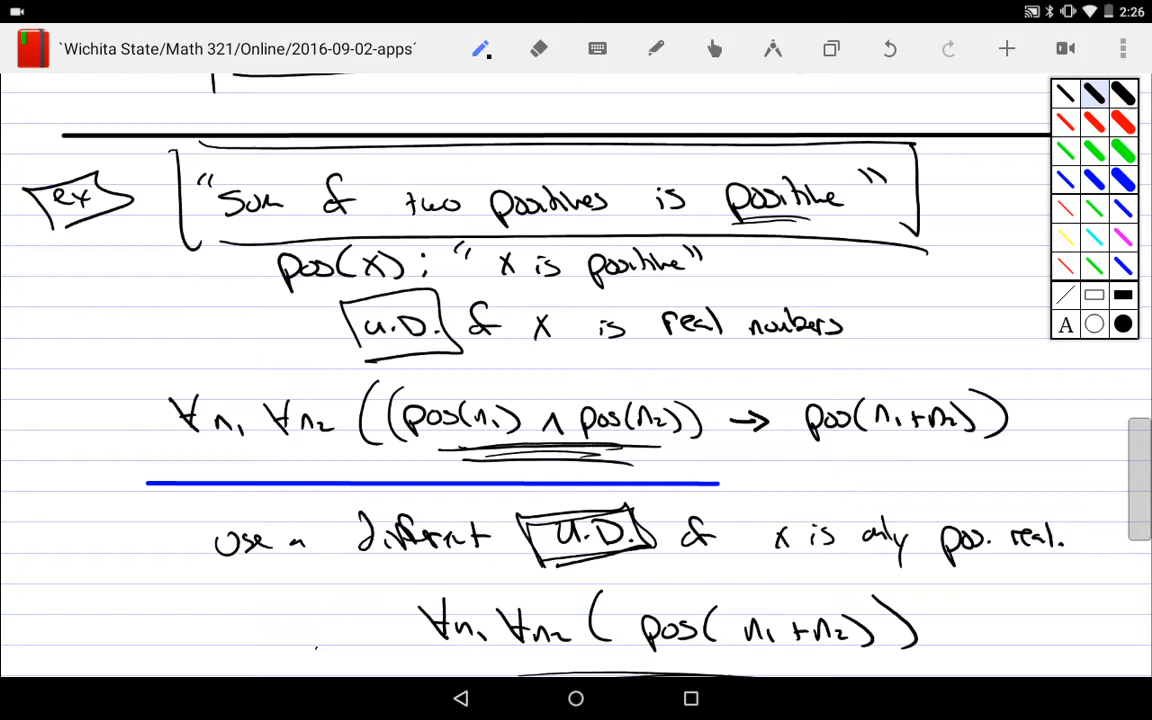 2:26
`Wichita State/Math 321/Online/2016-09-02-apps´
A
ex "Sum of two positives is positive"
pos(x) : "x is positive"
U.D. of x is real numbers
∀n₁ ∀n₂ ((pos(n₁) ∧ pos(n₂)) → pos(n₁+n₂))
use a different U.D. of x is only pos. real.
∀n₁ ∀n₂ ( pos( n₁ + n₂ ) )